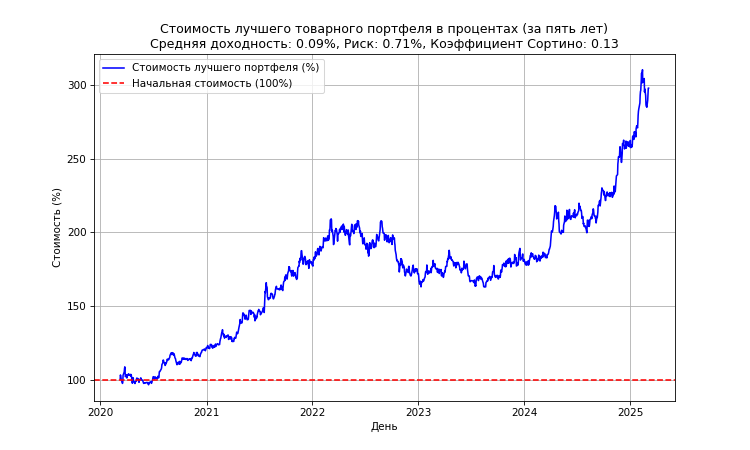 Стоимость лучшего товарного портфеля в процентах (за пять лет)
Средняя доходность: 0.09%, Риск: 0.71%, Коэффициент Сортино: 0.13
Стоимость лучшего портфеля (%)
Начальная стоимость (100%)
Стоимость (%)
300
250
200
150
100
2020
2021
2022
2023
2024
2025
День